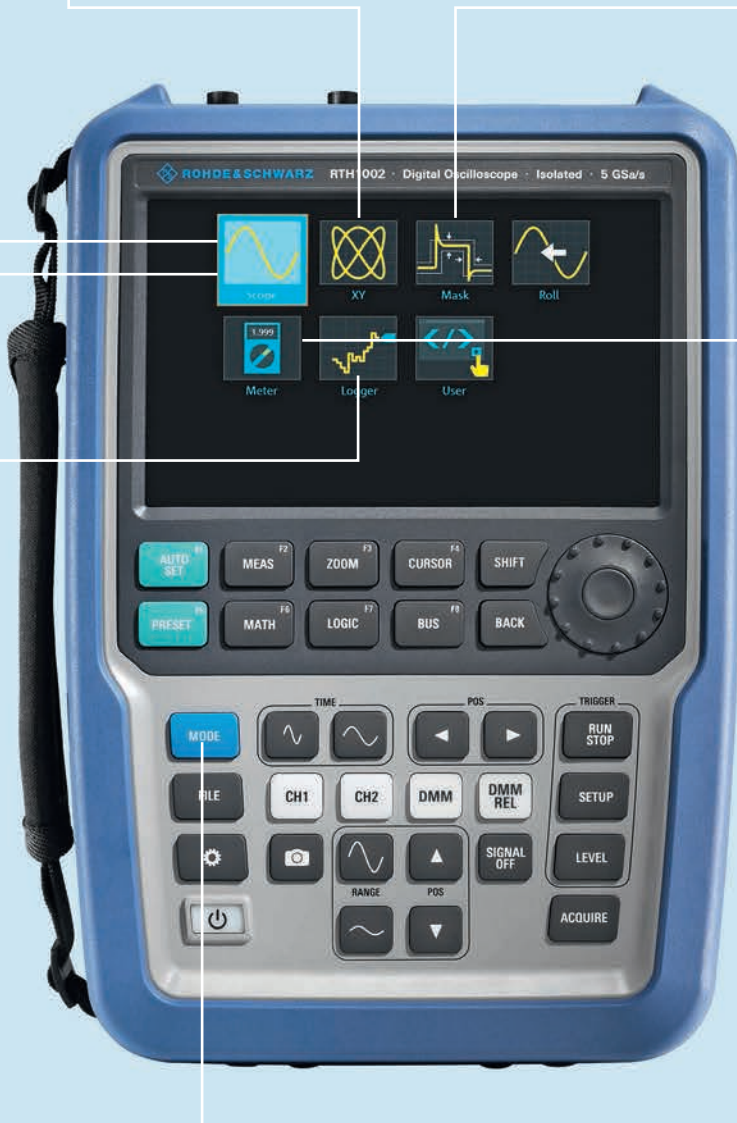 ROHDE&SCHWARZ RTH1002 · Digital Oscilloscope · Isolated · 5 GSa/s
Scope XY Mask Roll
1.999
Meter Logger User
F1 F2 F3 F4
AUTO SET MEAS ZOOM CURSOR SHIFT
F5 F6 F7 F8
PRESET MATH LOGIC BUS BACK
TIME POS TRIGGER
MODE RUN STOP
FILE CH1 CH2 DMM DMM REL SETUP
SIGNAL OFF LEVEL
RANGE POS
ACQUIRE